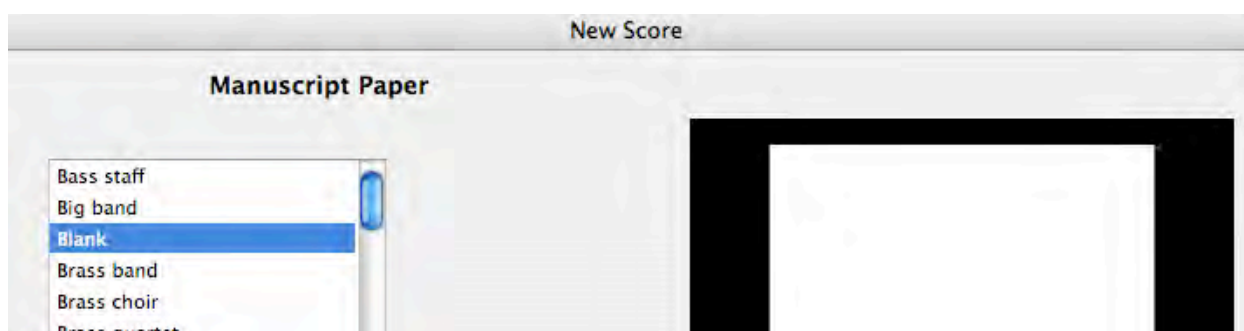 New Score
Manuscript Paper
Bass staff
Big band
Blank
Brass band
Brass choir